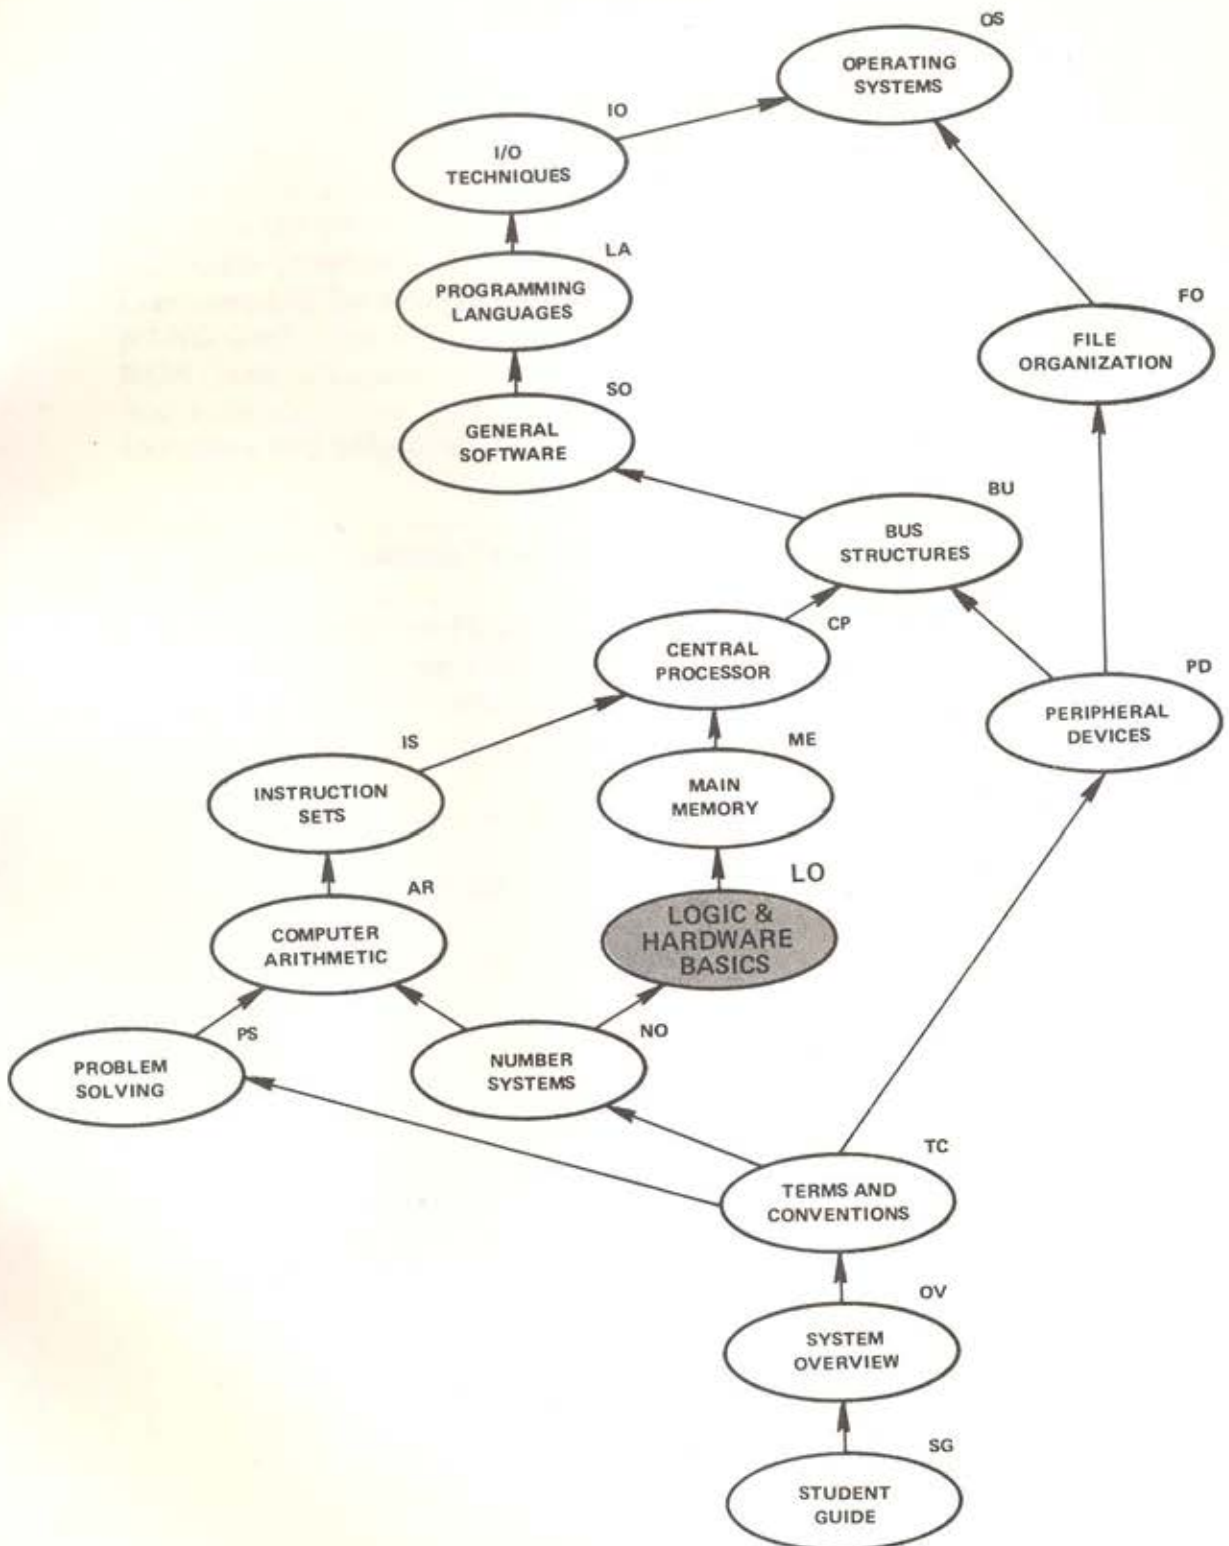 OS
OPERATING
SYSTEMS
IO
I/O
TECHNIQUES
LA
PROGRAMMING
LANGUAGES
FO
FILE
ORGANIZATION
SO
GENERAL
SOFTWARE
BU
BUS
STRUCTURES
CP
CENTRAL
PROCESSOR
PD
PERIPHERAL
DEVICES
IS
INSTRUCTION
SETS
ME
MAIN
MEMORY
LO
LOGIC &
HARDWARE
BASICS
AR
COMPUTER
ARITHMETIC
PS
PROBLEM
SOLVING
NO
NUMBER
SYSTEMS
TC
TERMS AND
CONVENTIONS
OV
SYSTEM
OVERVIEW
SG
STUDENT
GUIDE